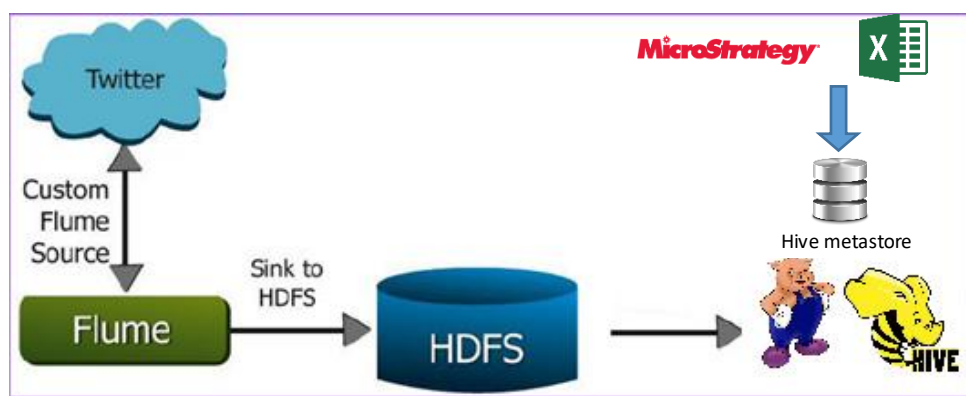 MicroStrategy
X
Twitter
Custom
Flume
Source
Hive metastore
Sink to
HDFS
Flume
HDFS
HIVE